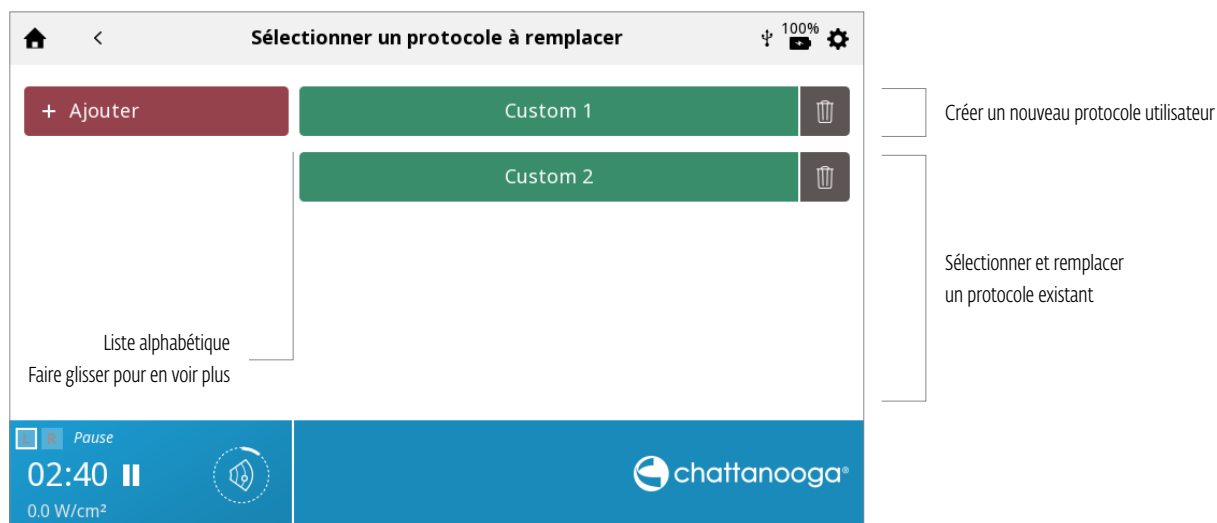 Sélectionner un protocole à remplacer
100%
+ Ajouter
Custom 1
Créer un nouveau protocole utilisateur
Custom 2
Sélectionner et remplacer
un protocole existant
Liste alphabétique
Faire glisser pour en voir plus
L R Pause
02:40
0.0 W/cm²
chattanooga®